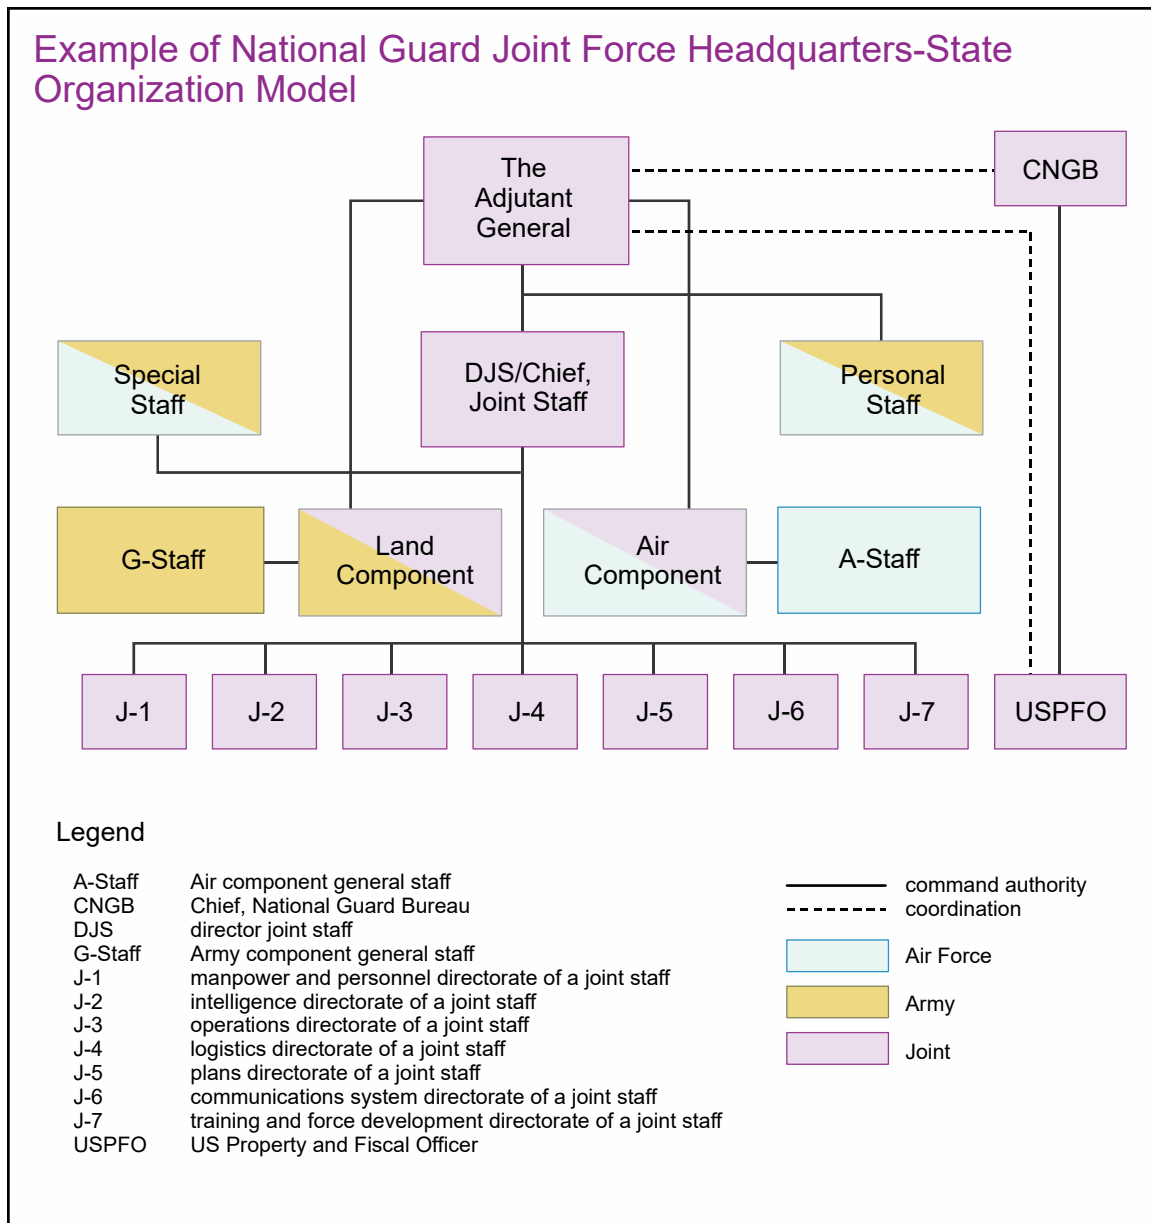 Example of National Guard Joint Force Headquarters-State
Organization Model
The
Adjutant
General
CNGB
Special
Staff
DJS/Chief,
Joint Staff
Personal
Staff
G-Staff
Land
Component
Air
Component
A-Staff
J-1
J-2
J-3
J-4
J-5
J-6
J-7
USPFO
Legend
A-Staff Air component general staff
CNGB Chief, National Guard Bureau
DJS director joint staff
G-Staff Army component general staff
J-1 manpower and personnel directorate of a joint staff
J-2 intelligence directorate of a joint staff
J-3 operations directorate of a joint staff
J-4 logistics directorate of a joint staff
J-5 plans directorate of a joint staff
J-6 communications system directorate of a joint staff
J-7 training and force development directorate of a joint staff
USPFO US Property and Fiscal Officer
command authority
coordination
Air Force
Army
Joint